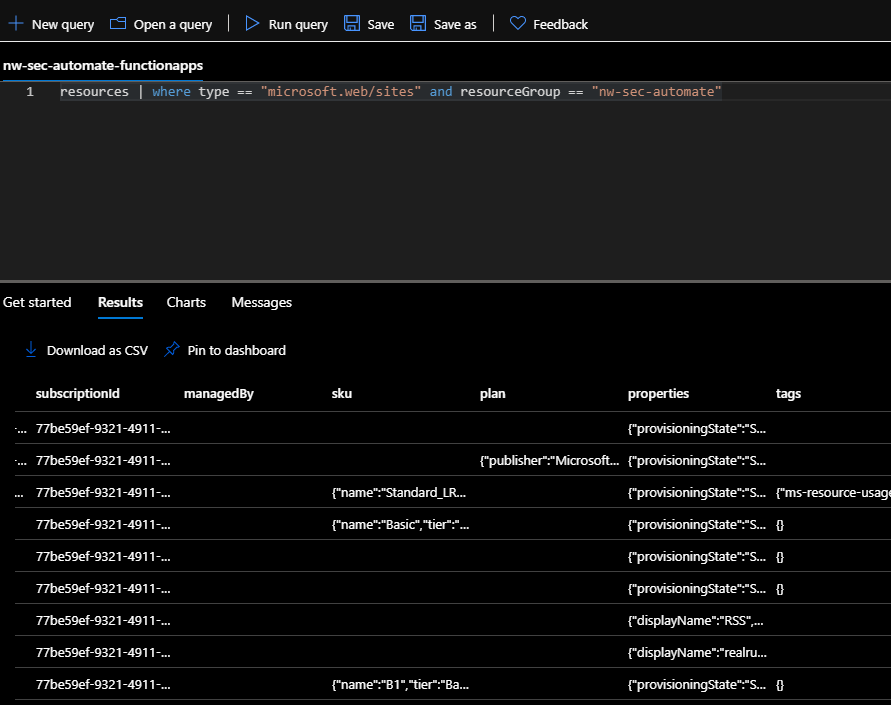 New query Open a query Run query Save Save as Feedback
nw-sec-automate-functionapps
1 resources | where type == "microsoft.web/sites" and resourceGroup == "nw-sec-automate"
Get started Results Charts Messages
Download as CSV Pin to dashboard
subscriptionId managedBy sku plan properties tags
-... 77be59ef-9321-4911-... {"provisioningState":"S...
-... 77be59ef-9321-4911-... {"publisher":"Microsoft... {"provisioningState":"S...
... 77be59ef-9321-4911-... {"name":"Standard_LR... {"provisioningState":"S... {"ms-resource-usage
77be59ef-9321-4911-... {"name":"Basic","tier":"... {"provisioningState":"S... {}
77be59ef-9321-4911-... {"provisioningState":"S... {}
77be59ef-9321-4911-... {"provisioningState":"S... {}
77be59ef-9321-4911-... {"displayName":"RSS",...
77be59ef-9321-4911-... {"displayName":"realru...
77be59ef-9321-4911-... {"name":"B1","tier":"Ba... {"provisioningState":"S... {}